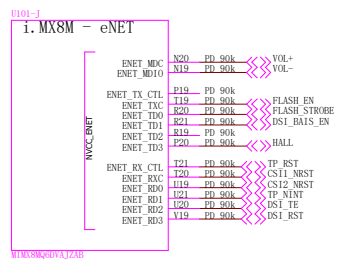 U101-J
i.MX8M - eNET
ENET_MDC N20 PD 90k VOL+
ENET_MDIO N19 PD 90k VOL-
ENET_TX_CTL P19 PD 90k
ENET_TXC T19 PD 90k FLASH_EN
ENET_TD0 R20 PD 90k FLASH_STROBE
ENET_TD1 R21 PD 90k DSI_BAIS_EN
ENET_TD2 R19 PD 90k
ENET_TD3 P20 PD 90k HALL
NVCC_ENET
ENET_RX_CTL T21 PD 90k TP_RST
ENET_RXC T20 PD 90k CSI1_NRST
ENET_RD0 U19 PD 90k CSI2_NRST
ENET_RD1 U21 PD 90k TP_NINT
ENET_RD2 U20 PD 90k DSI_TE
ENET_RD3 V19 PD 90k DSI_RST
MIMX8MQ6DVAJZAB